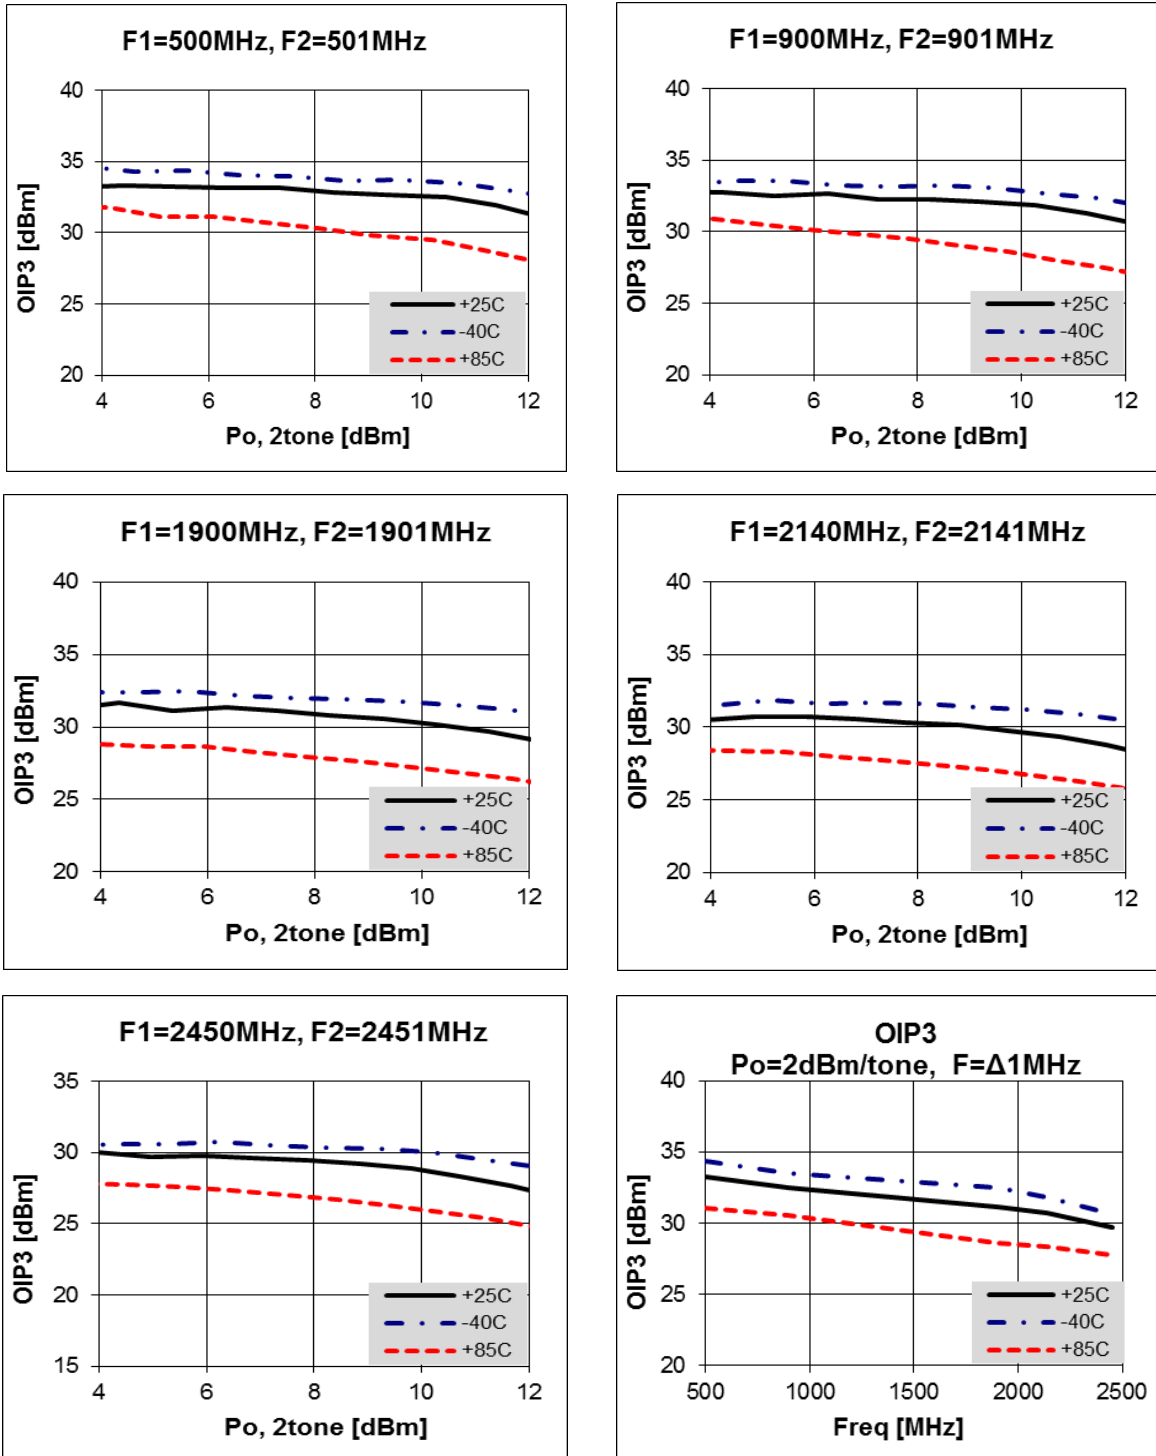 F1=500MHz, F2=501MHz
40
35
30
25
20
OIP3 [dBm]
+25C
-40C
+85C
4 6 8 10 12
Po, 2tone [dBm]
F1=900MHz, F2=901MHz
40
35
30
25
20
OIP3 [dBm]
+25C
-40C
+85C
4 6 8 10 12
Po, 2tone [dBm]
F1=1900MHz, F2=1901MHz
40
35
30
25
20
OIP3 [dBm]
+25C
-40C
+85C
4 6 8 10 12
Po, 2tone [dBm]
F1=2140MHz, F2=2141MHz
40
35
30
25
20
OIP3 [dBm]
+25C
-40C
+85C
4 6 8 10 12
Po, 2tone [dBm]
F1=2450MHz, F2=2451MHz
35
30
25
20
15
OIP3 [dBm]
+25C
-40C
+85C
4 6 8 10 12
Po, 2tone [dBm]
OIP3
Po=2dBm/tone, F=Δ1MHz
40
35
30
25
20
OIP3 [dBm]
+25C
-40C
+85C
500 1000 1500 2000 2500
Freq [MHz]